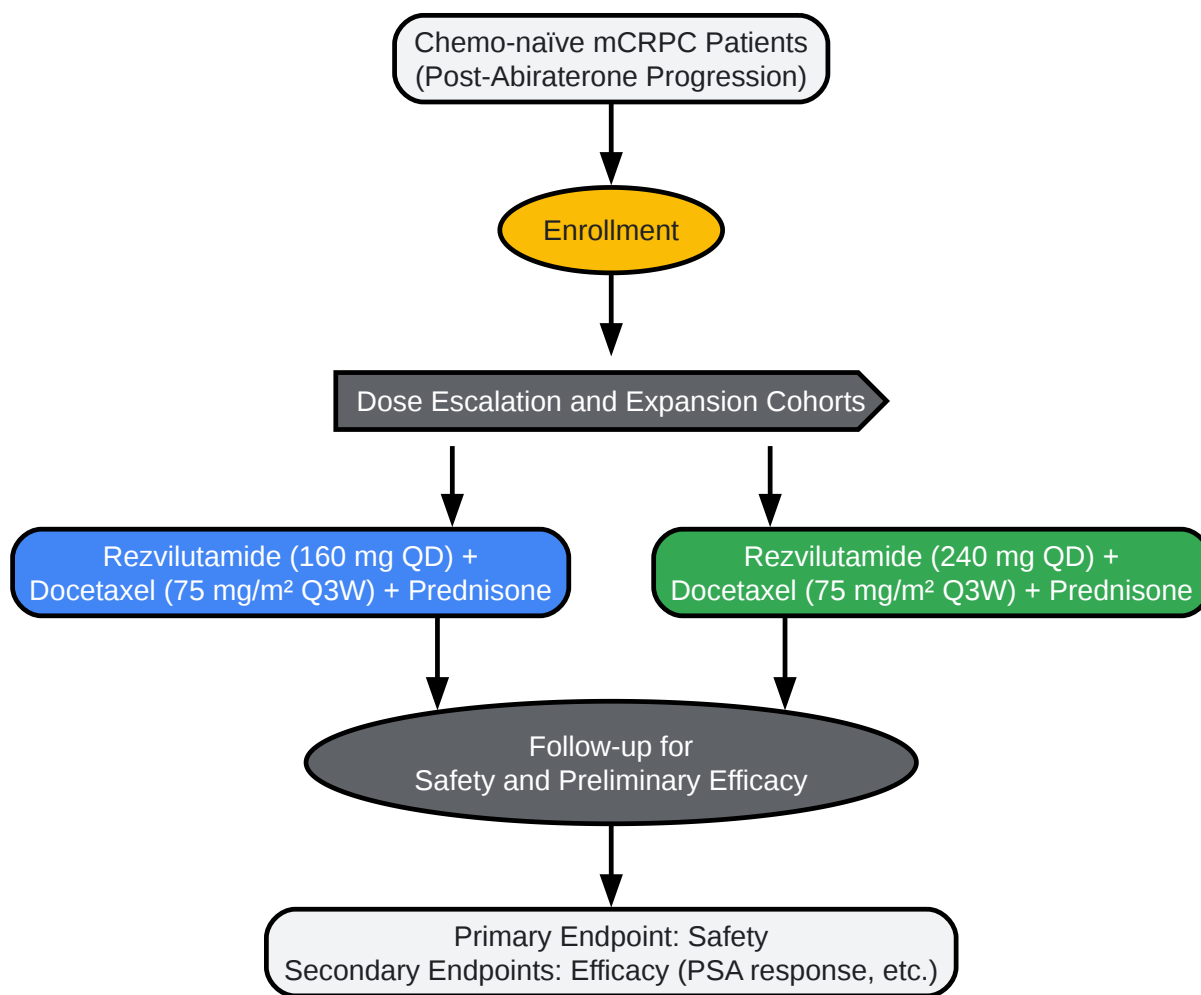 Chemo-naïve mCRPC Patients
(Post-Abiraterone Progression)
Enrollment
Dose Escalation and Expansion Cohorts
Rezvilutamide (160 mg QD) +
Docetaxel (75 mg/m² Q3W) + Prednisone
Rezvilutamide (240 mg QD) +
Docetaxel (75 mg/m² Q3W) + Prednisone
Follow-up for
Safety and Preliminary Efficacy
Primary Endpoint: Safety
Secondary Endpoints: Efficacy (PSA response, etc.)